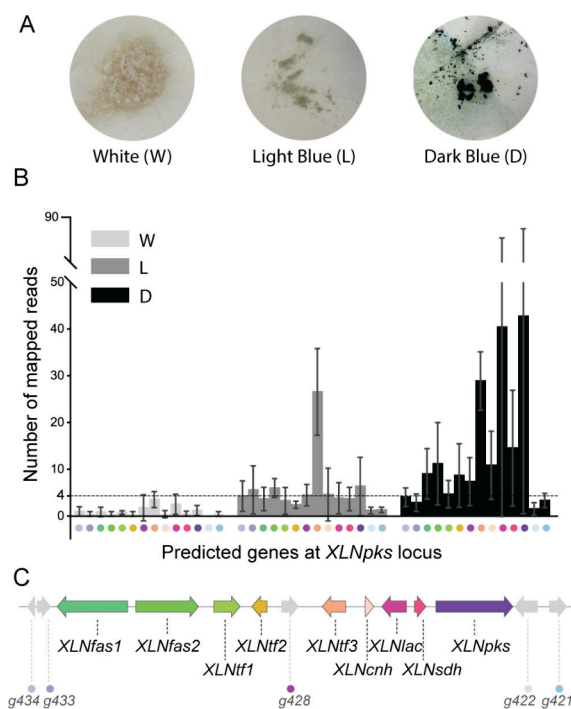 A
White (W)
Light Blue (L)
Dark Blue (D)
B
90
50
30
20
10
4
0
Number of mapped reads
W
L
D
Predicted genes at XLNpks locus
C
XLNfas1
XLNfas2
XLNtf2
XLNtf3
XLNlac
XLNpks
XLNtf1
XLNcnh
XLNsdh
g434
g433
g428
g422
g421